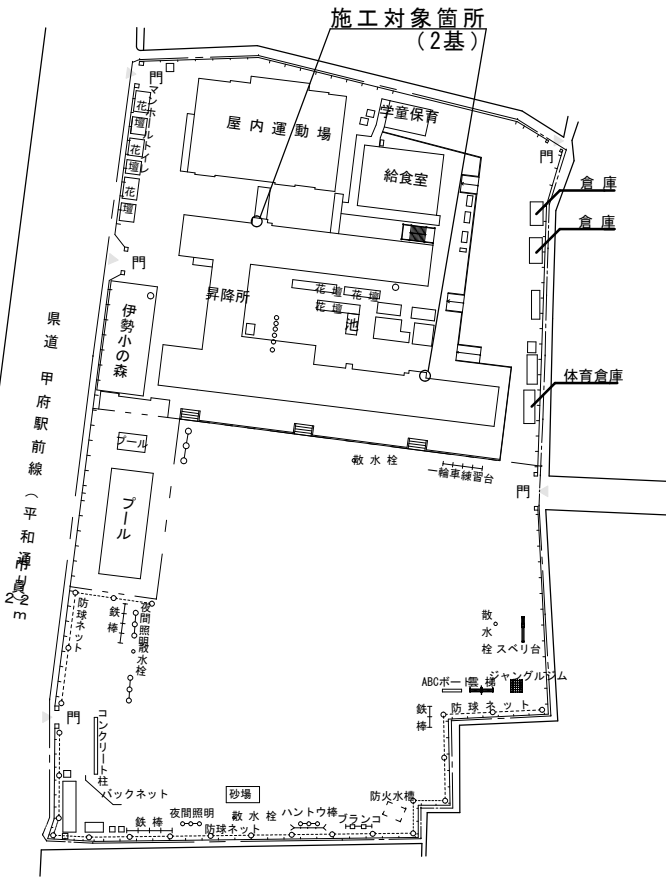 施工対象箇所
（2基）
門
マンホールトイレ
花
壇
花
壇
花
壇
屋内運動場
学童保育
給食室
門
倉庫
倉庫
門
昇降所
花壇
花壇
花壇
池
伊勢小の森
県道 甲府駅前線（平和通り）
22m
体育倉庫
プール
散水栓
一輪車練習台
門
プール
防球ネット
鉄棒
夜間照明
散水栓
散水栓
スベリ台
ABCポート
雲梯
ジャングルジム
鉄棒
防球ネット
門
コンクリート柱
バックネット
砂場
防火水槽
夜間照明
散水栓
ハントウ棒
ブランコ
鉄棒
防球ネット